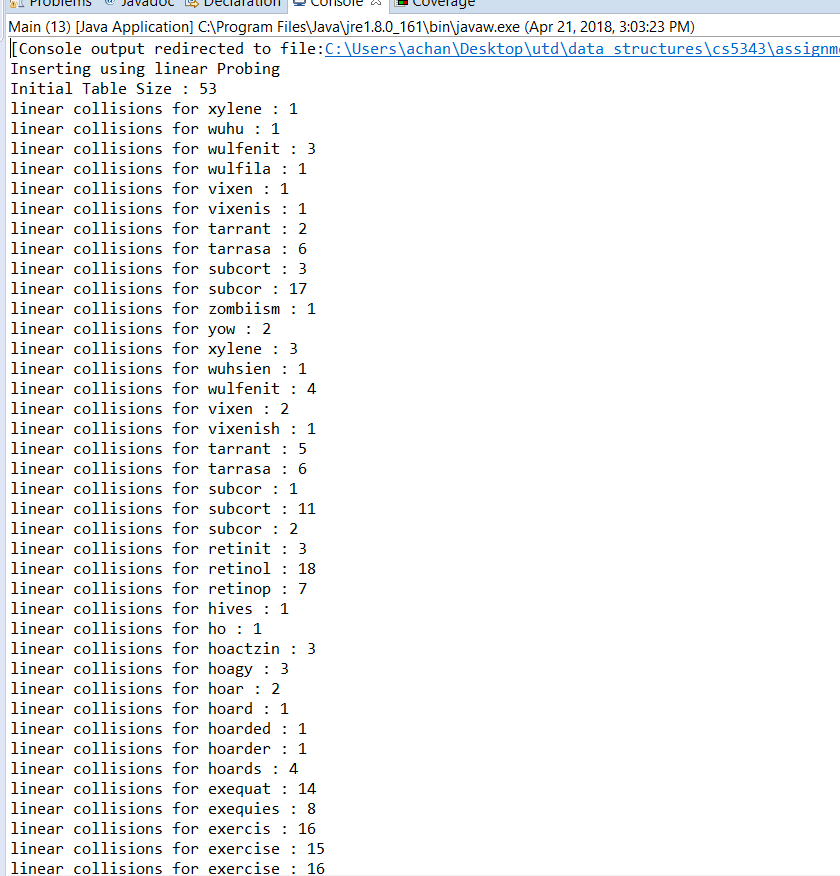 Problems @ Javadoc Declaration Console Coverage
Main (13) [Java Application] C:\Program Files\Java\jre1.8.0_161\bin\javaw.exe (Apr 21, 2018, 3:03:23 PM)
[Console output redirected to file:C:\Users\achan\Desktop\utd\data structures\cs5343\assignm
Inserting using linear Probing
Initial Table Size : 53
linear collisions for xylene : 1
linear collisions for wuhu : 1
linear collisions for wulfenit : 3
linear collisions for wulfila : 1
linear collisions for vixen : 1
linear collisions for vixenis : 1
linear collisions for tarrant : 2
linear collisions for tarrasa : 6
linear collisions for subcort : 3
linear collisions for subcor : 17
linear collisions for zombiism : 1
linear collisions for yow : 2
linear collisions for xylene : 3
linear collisions for wuhsien : 1
linear collisions for wulfenit : 4
linear collisions for vixen : 2
linear collisions for vixenish : 1
linear collisions for tarrant : 5
linear collisions for tarrasa : 6
linear collisions for subcor : 1
linear collisions for subcort : 11
linear collisions for subcor : 2
linear collisions for retinit : 3
linear collisions for retinol : 18
linear collisions for retinop : 7
linear collisions for hives : 1
linear collisions for ho : 1
linear collisions for hoactzin : 3
linear collisions for hoagy : 3
linear collisions for hoar : 2
linear collisions for hoard : 1
linear collisions for hoarded : 1
linear collisions for hoarder : 1
linear collisions for hoards : 4
linear collisions for exequat : 14
linear collisions for exequies : 8
linear collisions for exercis : 16
linear collisions for exercise : 15
linear collisions for exercise : 16